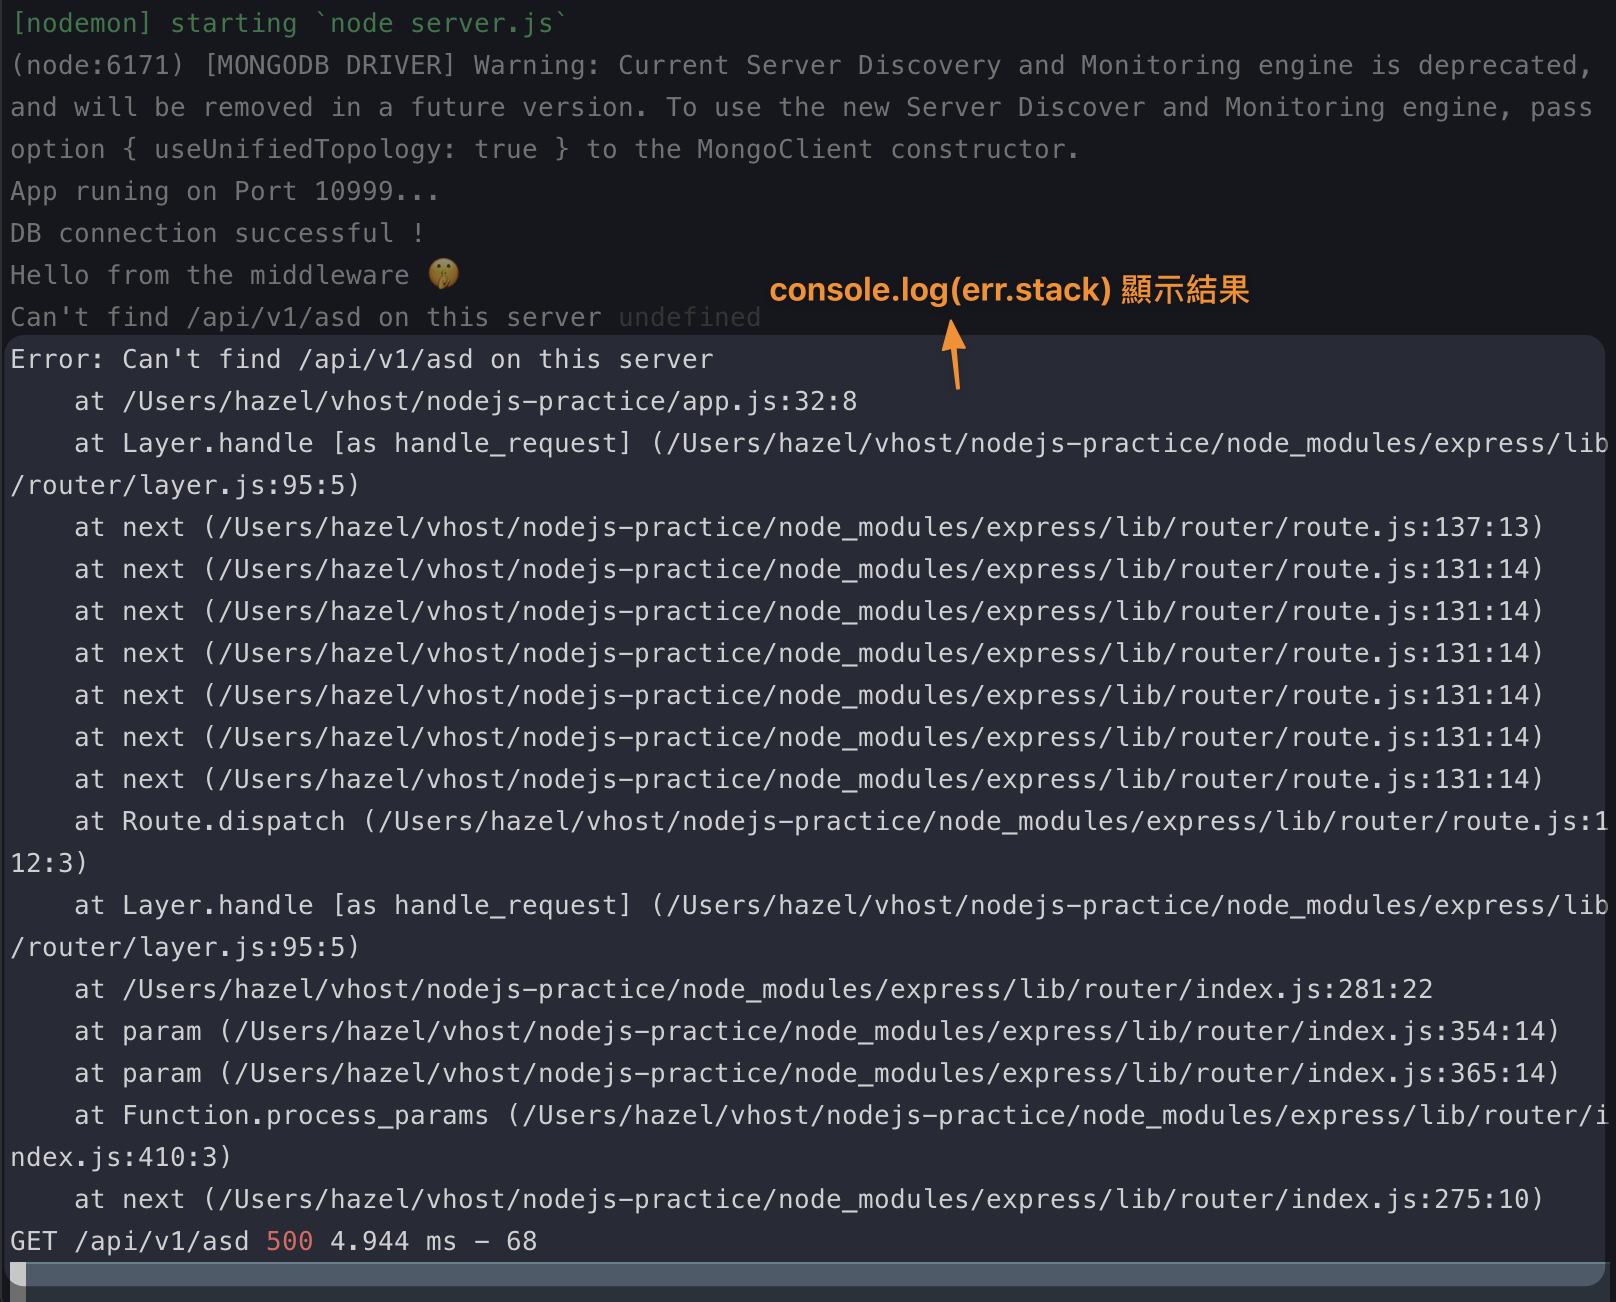 [nodemon] starting `node server.js`
(node:6171) [MONGODB DRIVER] Warning: Current Server Discovery and Monitoring engine is deprecated,
and will be removed in a future version. To use the new Server Discover and Monitoring engine, pass
option { useUnifiedTopology: true } to the MongoClient constructor.
App runing on Port 10999...
DB connection successful !
Hello from the middleware 🤫
console.log(err.stack) 顯示結果
Can't find /api/v1/asd on this server undefined
Error: Can't find /api/v1/asd on this server
    at /Users/hazel/vhost/nodejs-practice/app.js:32:8
    at Layer.handle [as handle_request] (/Users/hazel/vhost/nodejs-practice/node_modules/express/lib
/router/layer.js:95:5)
    at next (/Users/hazel/vhost/nodejs-practice/node_modules/express/lib/router/route.js:137:13)
    at next (/Users/hazel/vhost/nodejs-practice/node_modules/express/lib/router/route.js:131:14)
    at next (/Users/hazel/vhost/nodejs-practice/node_modules/express/lib/router/route.js:131:14)
    at next (/Users/hazel/vhost/nodejs-practice/node_modules/express/lib/router/route.js:131:14)
    at next (/Users/hazel/vhost/nodejs-practice/node_modules/express/lib/router/route.js:131:14)
    at next (/Users/hazel/vhost/nodejs-practice/node_modules/express/lib/router/route.js:131:14)
    at next (/Users/hazel/vhost/nodejs-practice/node_modules/express/lib/router/route.js:131:14)
    at Route.dispatch (/Users/hazel/vhost/nodejs-practice/node_modules/express/lib/router/route.js:1
12:3)
    at Layer.handle [as handle_request] (/Users/hazel/vhost/nodejs-practice/node_modules/express/lib
/router/layer.js:95:5)
    at /Users/hazel/vhost/nodejs-practice/node_modules/express/lib/router/index.js:281:22
    at param (/Users/hazel/vhost/nodejs-practice/node_modules/express/lib/router/index.js:354:14)
    at param (/Users/hazel/vhost/nodejs-practice/node_modules/express/lib/router/index.js:365:14)
    at Function.process_params (/Users/hazel/vhost/nodejs-practice/node_modules/express/lib/router/i
ndex.js:410:3)
    at next (/Users/hazel/vhost/nodejs-practice/node_modules/express/lib/router/index.js:275:10)
GET /api/v1/asd 500 4.944 ms - 68